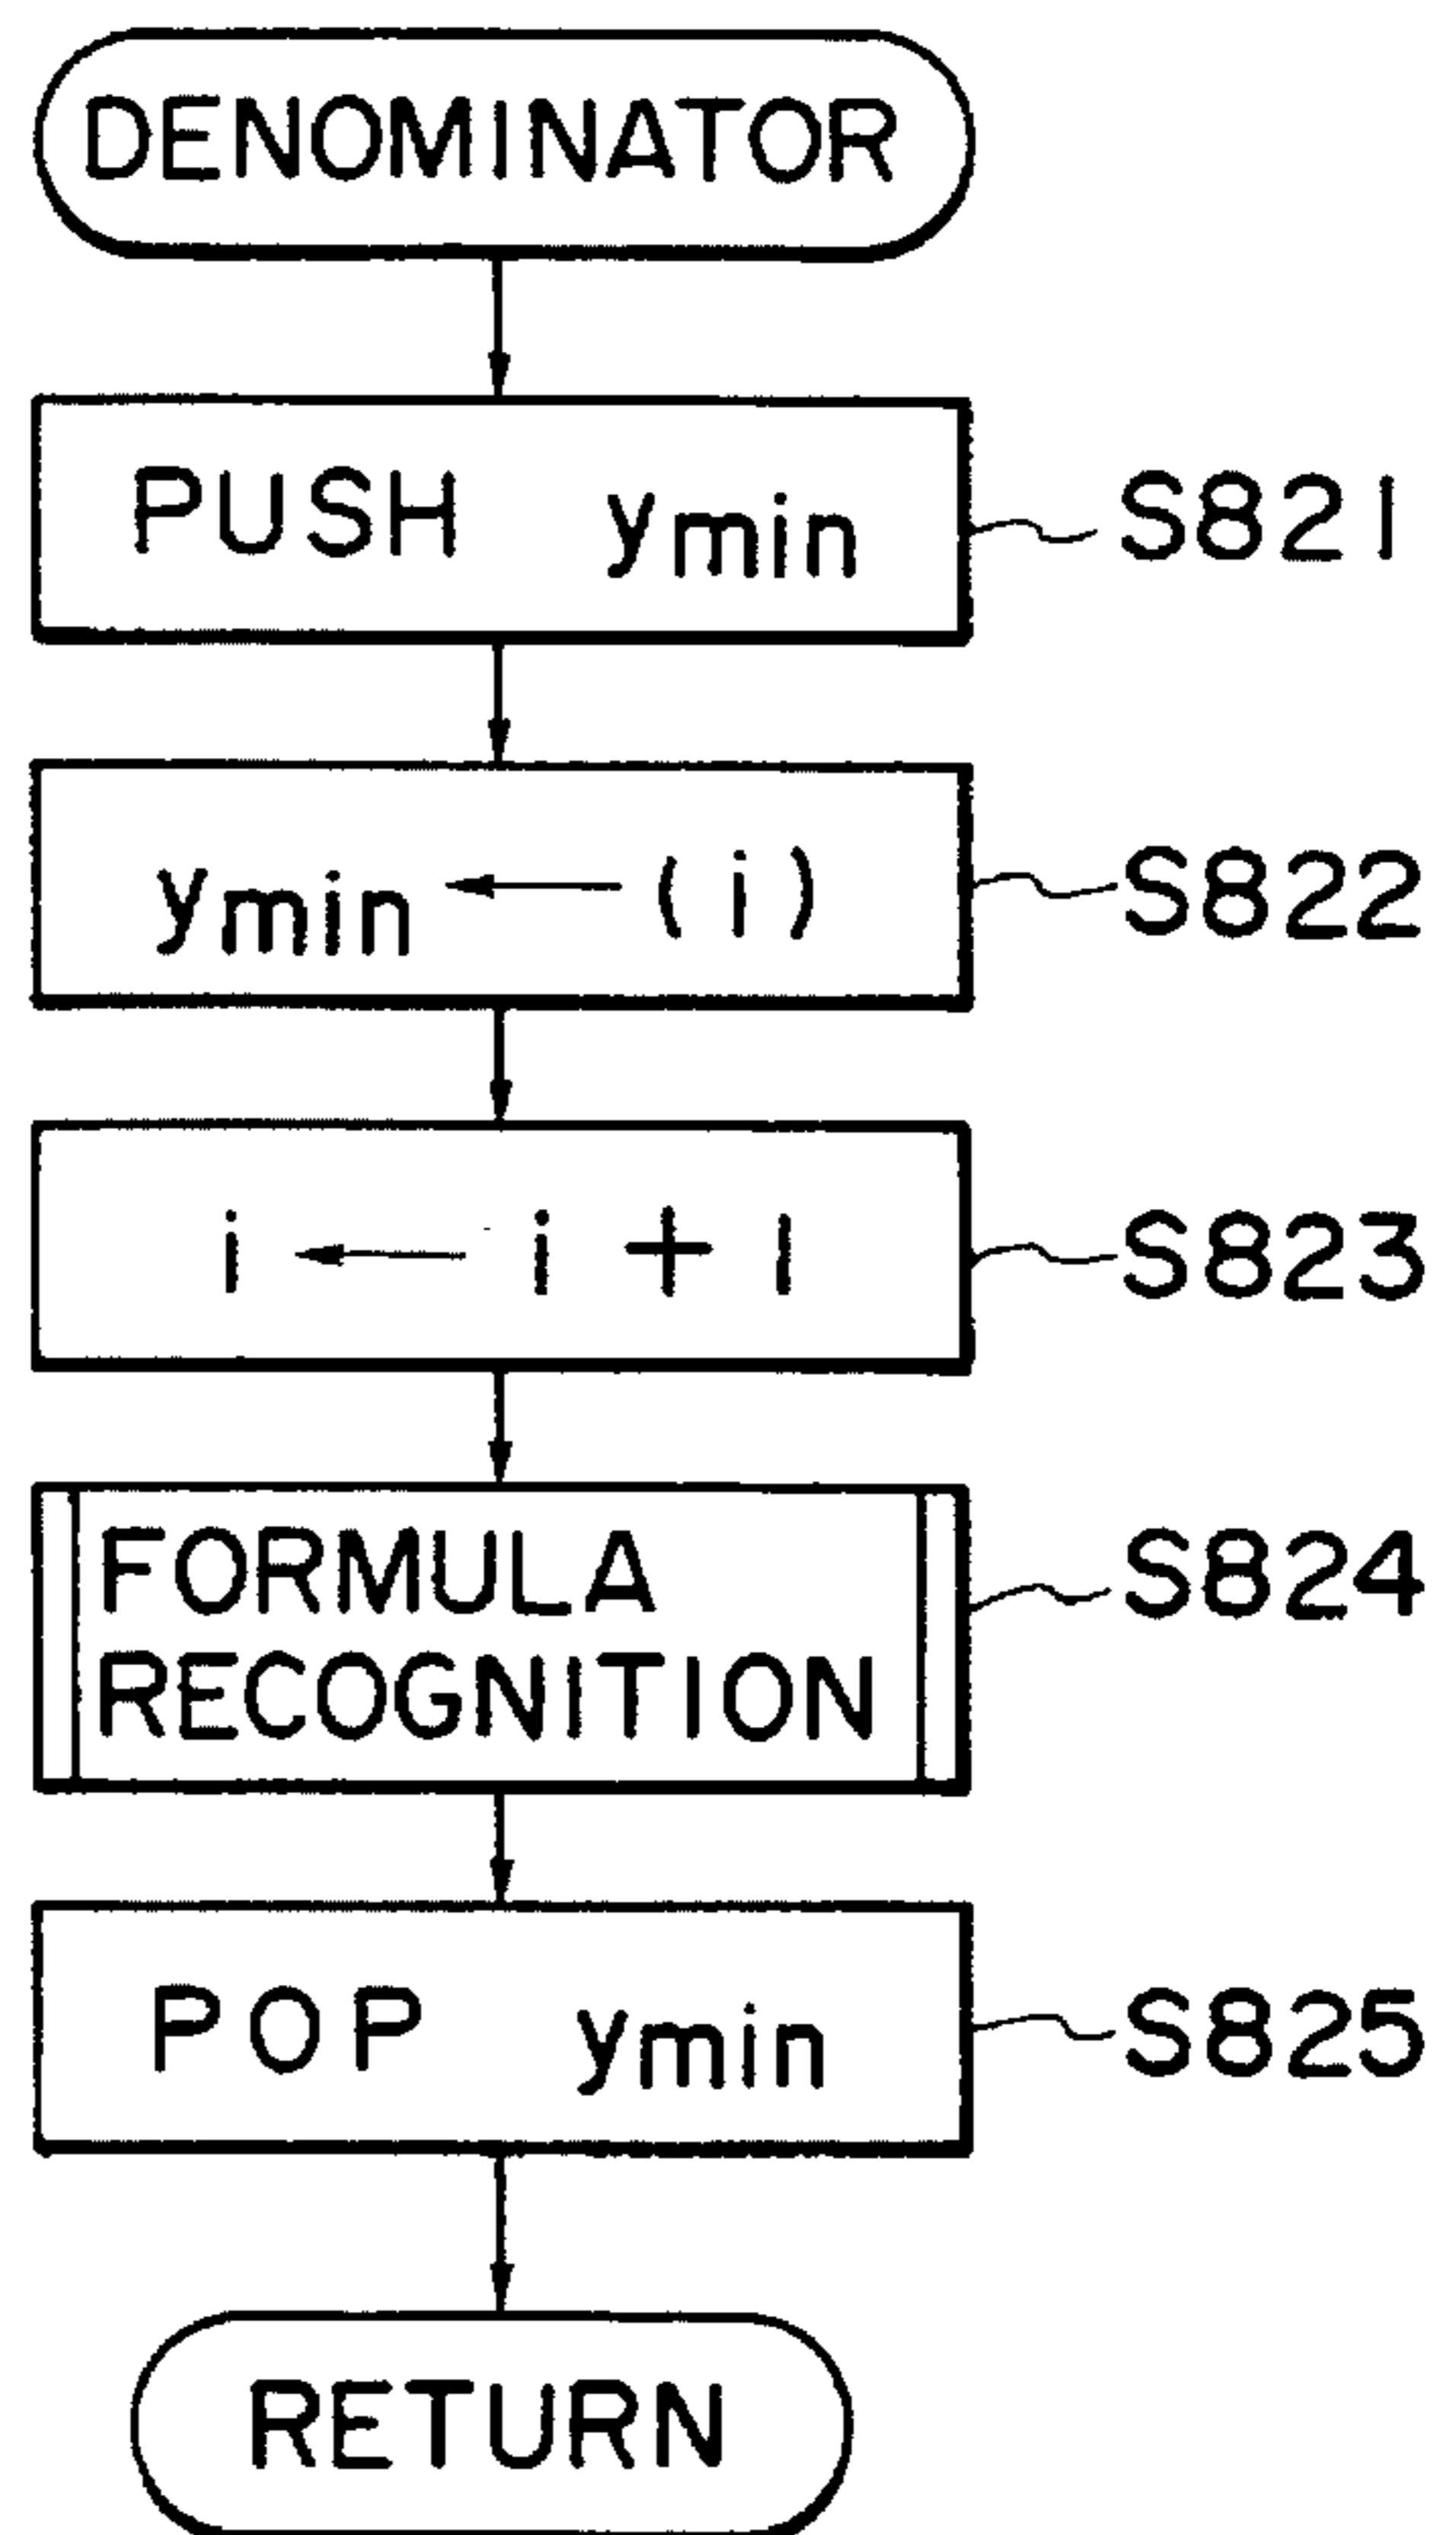 DENOMINATOR
PUSH ymin S821
ymin ← (i) S822
i ← i + 1 S823
FORMULA
RECOGNITION S824
POP ymin S825
RETURN